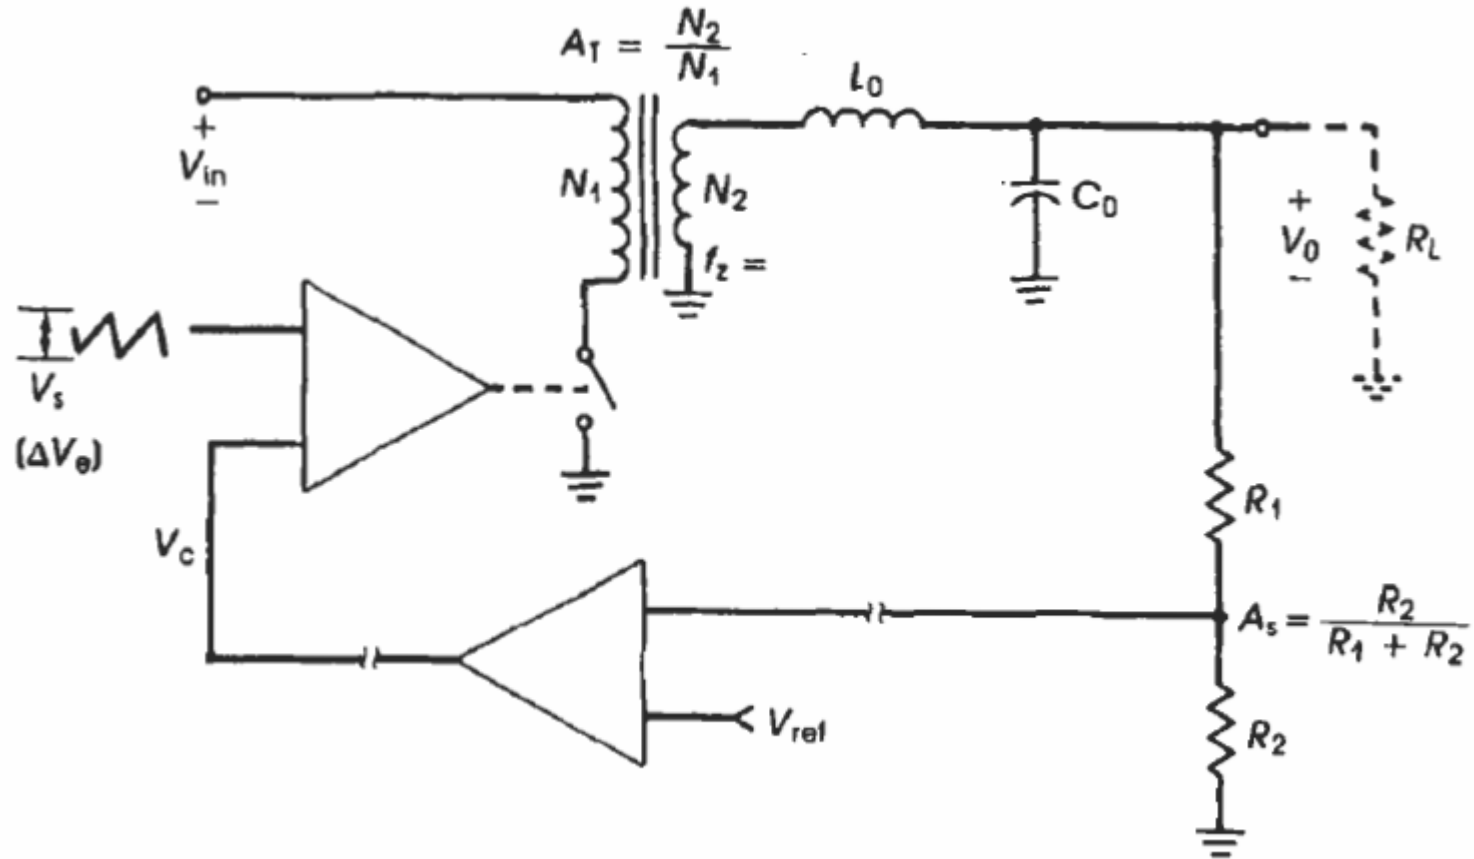 A_T = N_2 / N_1
L_0
+
V_in
−
N_1
N_2
f_z =
C_0
+
V_0
−
R_L
V_s
(ΔV_e)
V_c
R_1
A_s = R_2 / (R_1 + R_2)
V_ref
R_2